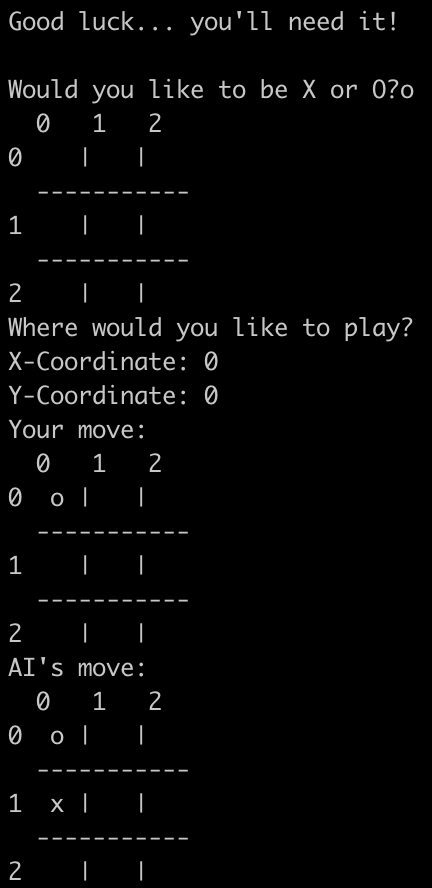 Good luck... you'll need it!

Would you like to be X or O?o
  0   1   2
0    |   |
  -----------
1    |   |
  -----------
2    |   |
Where would you like to play?
X-Coordinate: 0
Y-Coordinate: 0
Your move:
  0   1   2
0  o |   |
  -----------
1    |   |
  -----------
2    |   |
AI's move:
  0   1   2
0  o |   |
  -----------
1  x |   |
  -----------
2    |   |